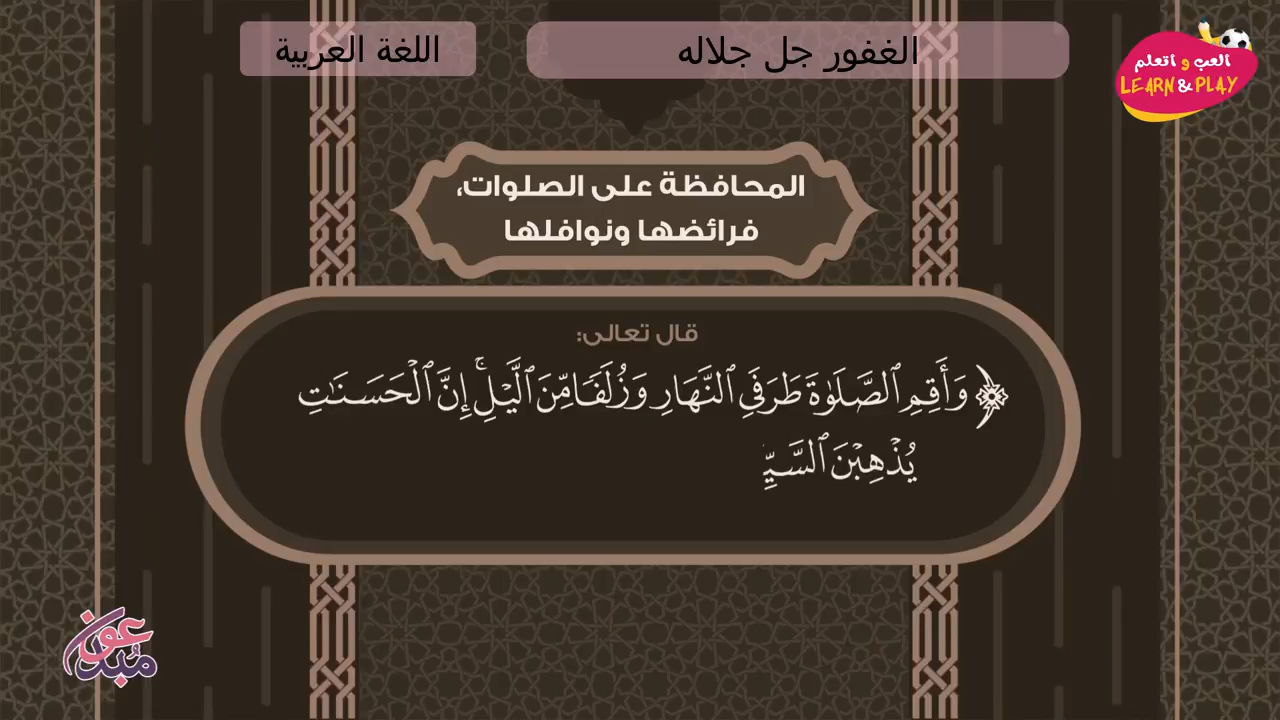 الغفور جل جلاله
اللغة العربية
العب و اتعلم
LEARN & PLAY
المحافظة على الصلوات،
فرائضها ونوافلها
قال تعالى:
﴿وَأَقِمِ ٱلصَّلَوٰةَ طَرَفَيِ ٱلنَّهَارِ وَزُلَفًا مِّنَ ٱلَّيْلِ ۚ إِنَّ ٱلْحَسَنَٰتِ
يُذْهِبْنَ ٱلسَّيِّ
مبدعون